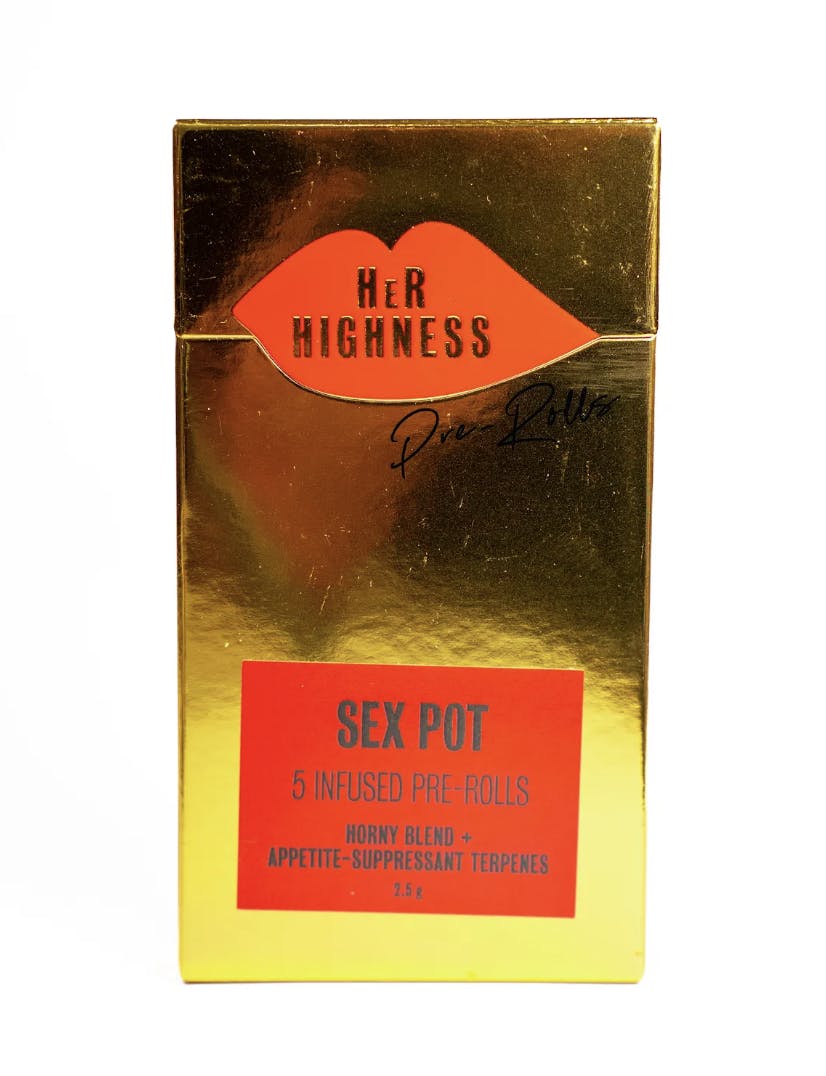 HER
HIGHNESS
Pre-Rolls
SEX POT
5 INFUSED PRE-ROLLS
HORNY BLEND +
APPETITE-SUPPRESSANT TERPENES
2.5 g